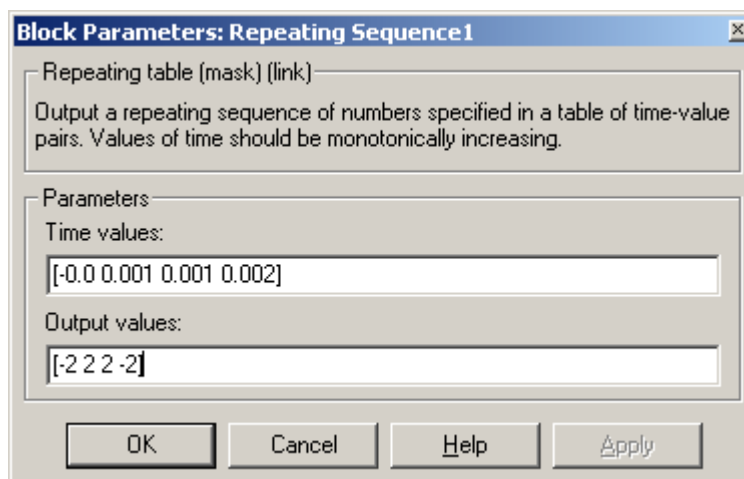 Block Parameters: Repeating Sequence1
Repeating table (mask) (link)
Output a repeating sequence of numbers specified in a table of time-value
pairs. Values of time should be monotonically increasing.
Parameters
Time values:
[-0.0 0.001 0.001 0.002]
Output values:
[-2 2 2 -2]
OK Cancel Help Apply